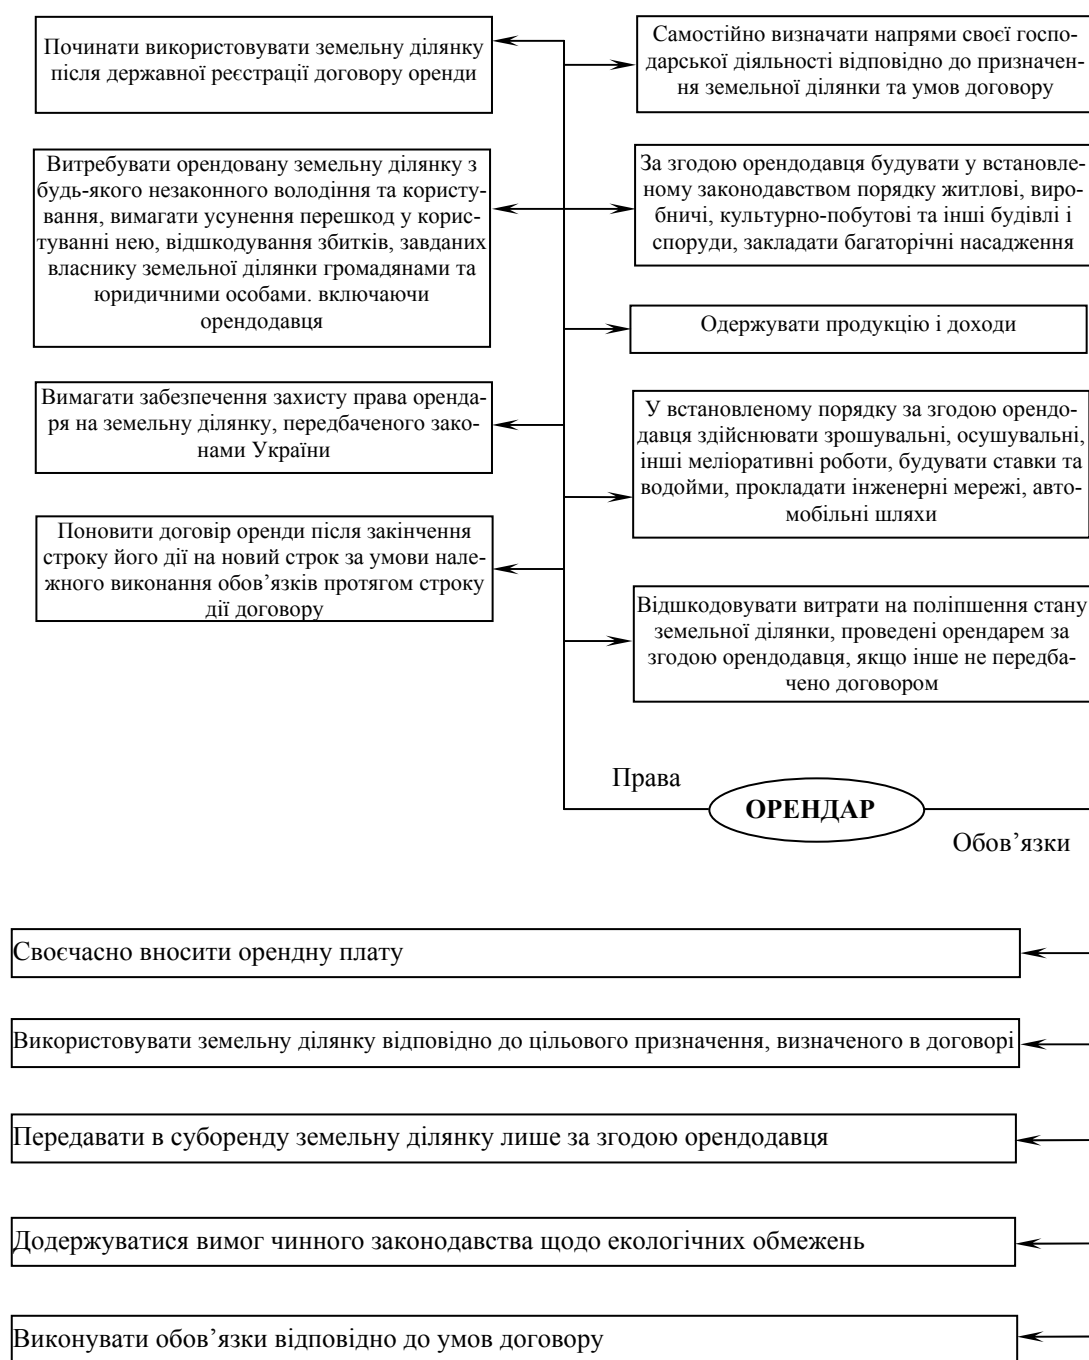 Починати використовувати земельну ділянку
після державної реєстрації договору оренди
Самостійно визначати напрями своєї госпо-
дарської діяльності відповідно до призначен-
ня земельної ділянки та умов договору
Витребувати орендовану земельну ділянку з
будь-якого незаконного володіння та користу-
вання, вимагати усунення перешкод у корис-
туванні нею, відшкодування збитків, завданих
власнику земельної ділянки громадянами та
юридичними особами. включаючи
орендодавця
За згодою орендодавця будувати у встановле-
ному законодавством порядку житлові, виро-
бничі, культурно-побутові та інші будівлі і
споруди, закладати багаторічні насадження
Одержувати продукцію і доходи
Вимагати забезпечення захисту права оренда-
ря на земельну ділянку, передбаченого зако-
нами України
У встановленому порядку за згодою орендо-
давця здійснювати зрошувальні, осушувальні,
інші меліоративні роботи, будувати ставки та
водойми, прокладати інженерні мережі, авто-
мобільні шляхи
Поновити договір оренди після закінчення
строку його дії на новий строк за умови нале-
жного виконання обов’язків протягом строку
дії договору
Відшкодовувати витрати на поліпшення стану
земельної ділянки, проведені орендарем за
згодою орендодавця, якщо інше не передба-
чено договором
Права
ОРЕНДАР
Обов’язки
Своєчасно вносити орендну плату
Використовувати земельну ділянку відповідно до цільового призначення, визначеного в договорі
Передавати в суборенду земельну ділянку лише за згодою орендодавця
Додержуватися вимог чинного законодавства щодо екологічних обмежень
Виконувати обов’язки відповідно до умов договору